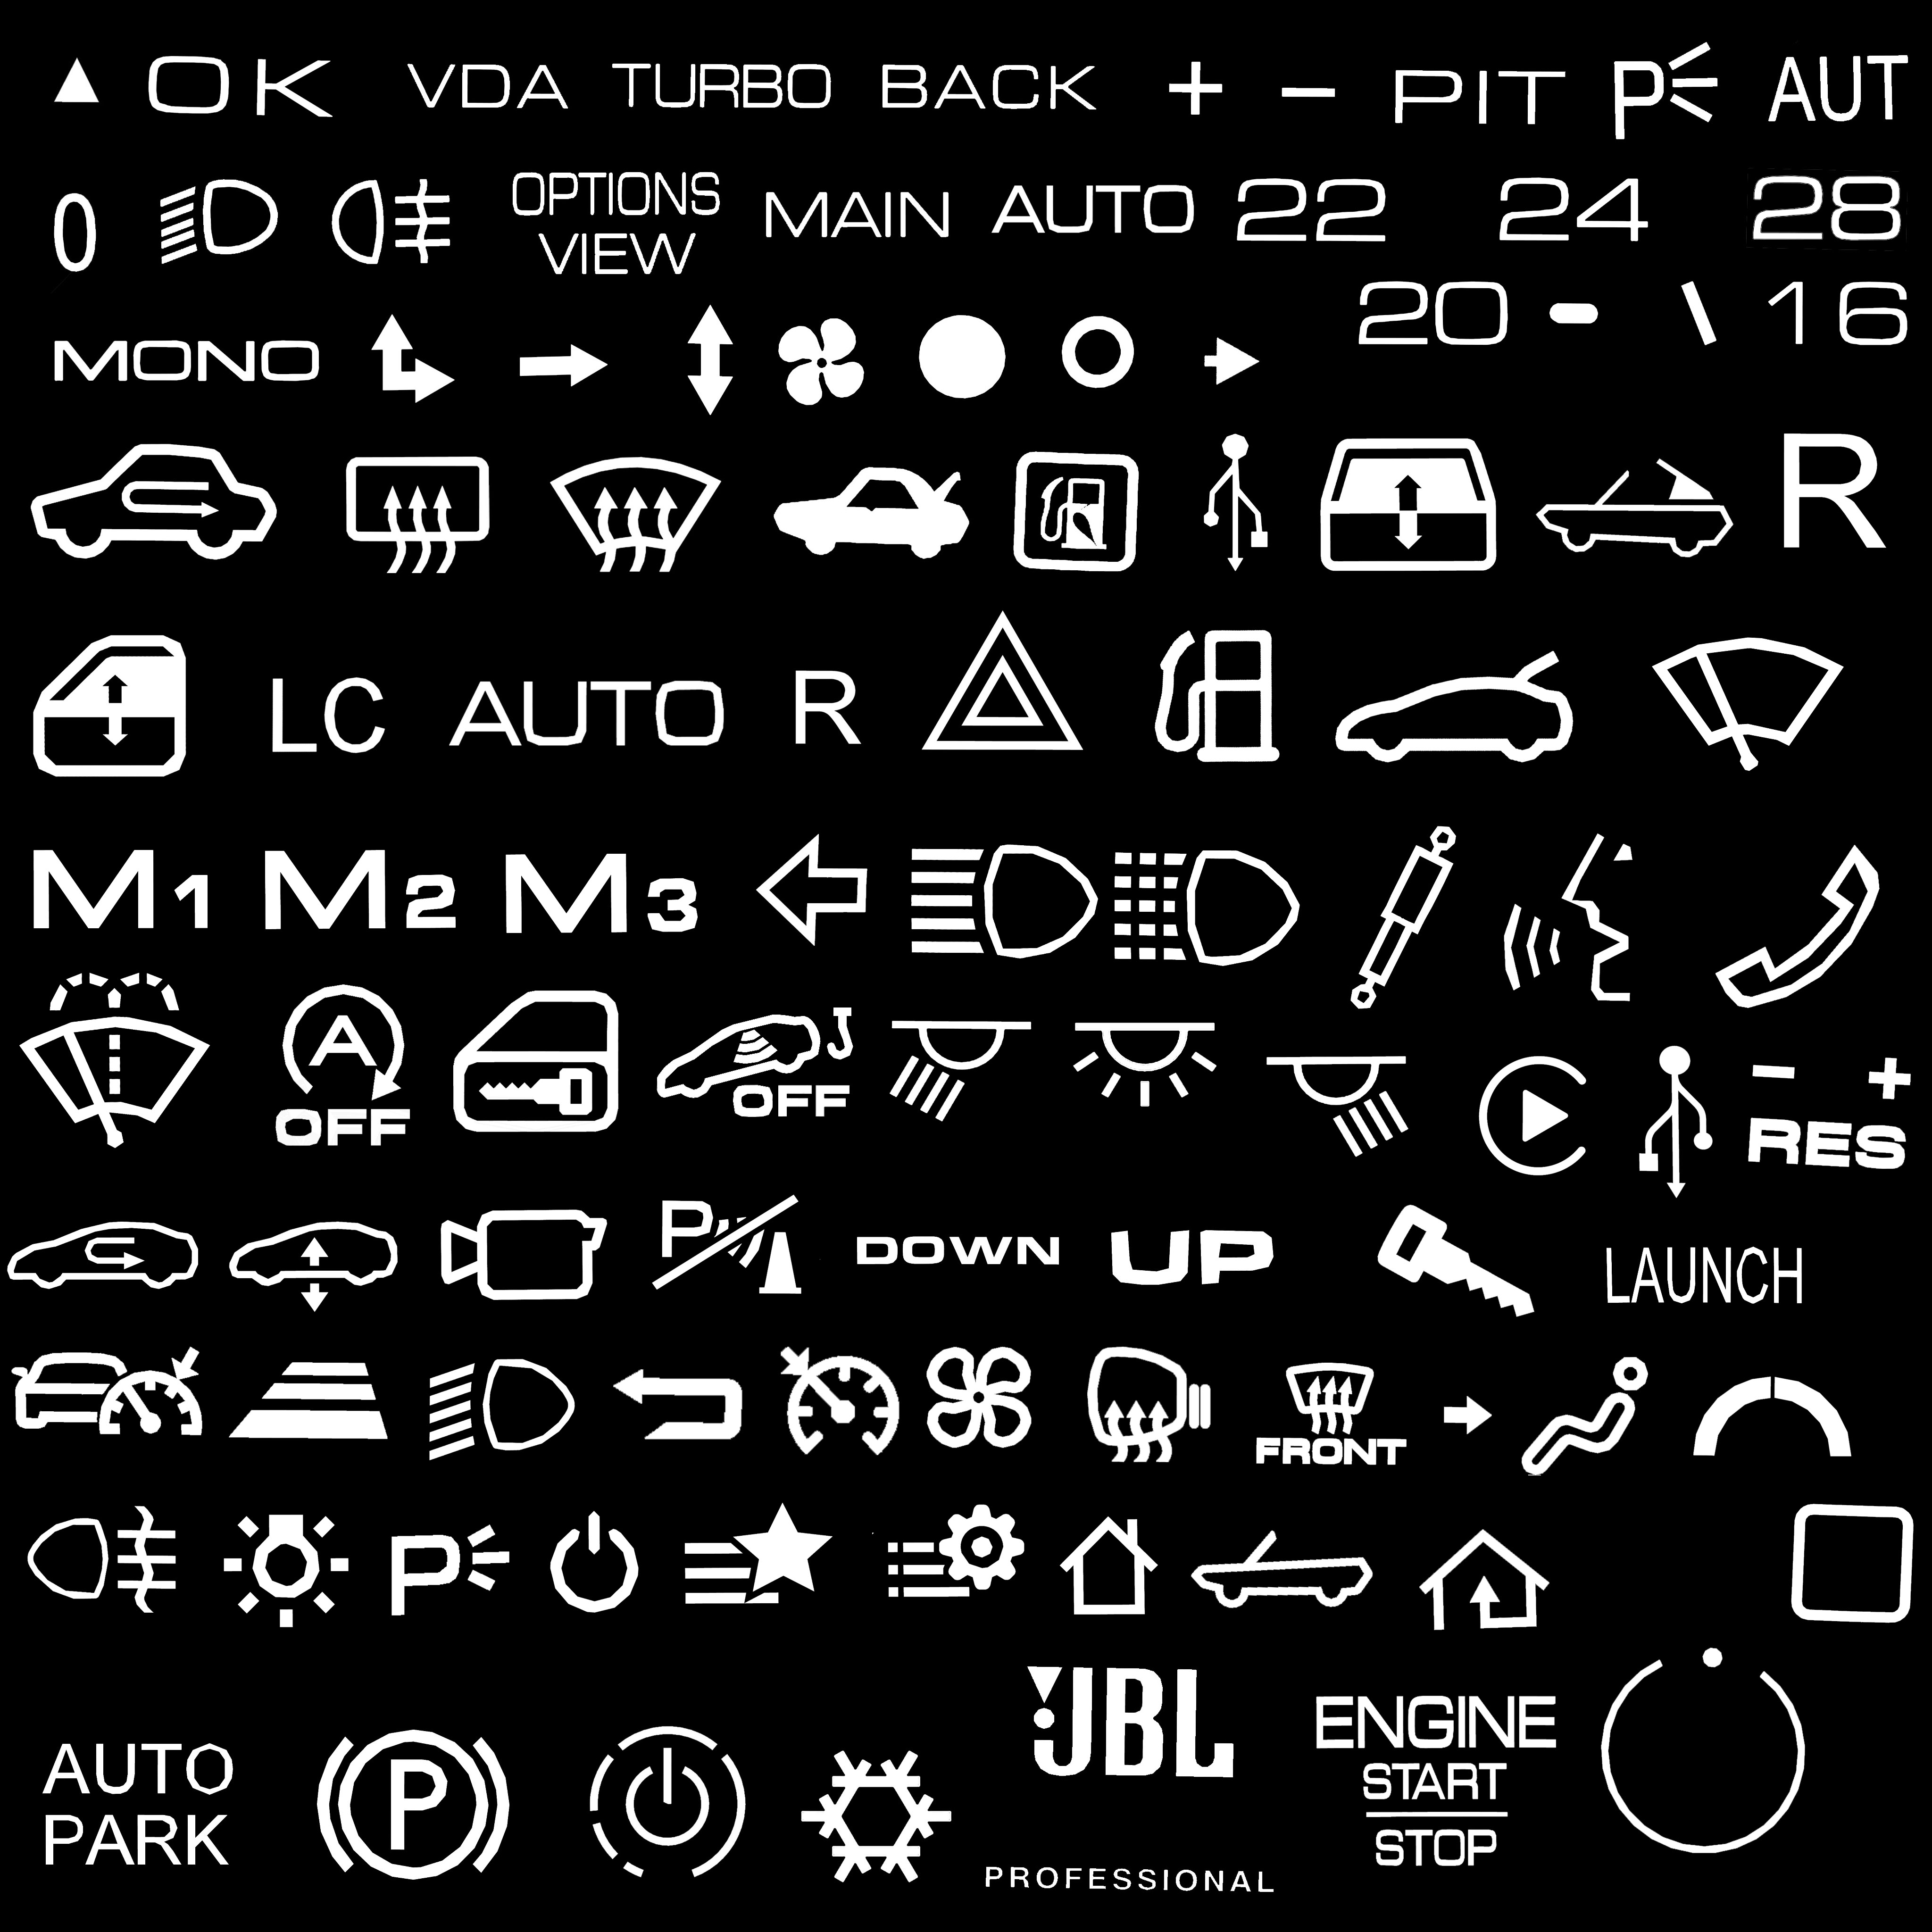 OK VDA TURBO BACK + - PIT P AUT
0 OPTIONS VIEW MAIN AUTO 22 24 28
20 - \ 16
MONO
R
LC AUTO R
M1 M2 M3
A OFF OFF - + RES
P/A DOWN UP LAUNCH
FRONT
P
JBL
ENGINE
START
STOP
AUTO
PARK
P
PROFESSIONAL